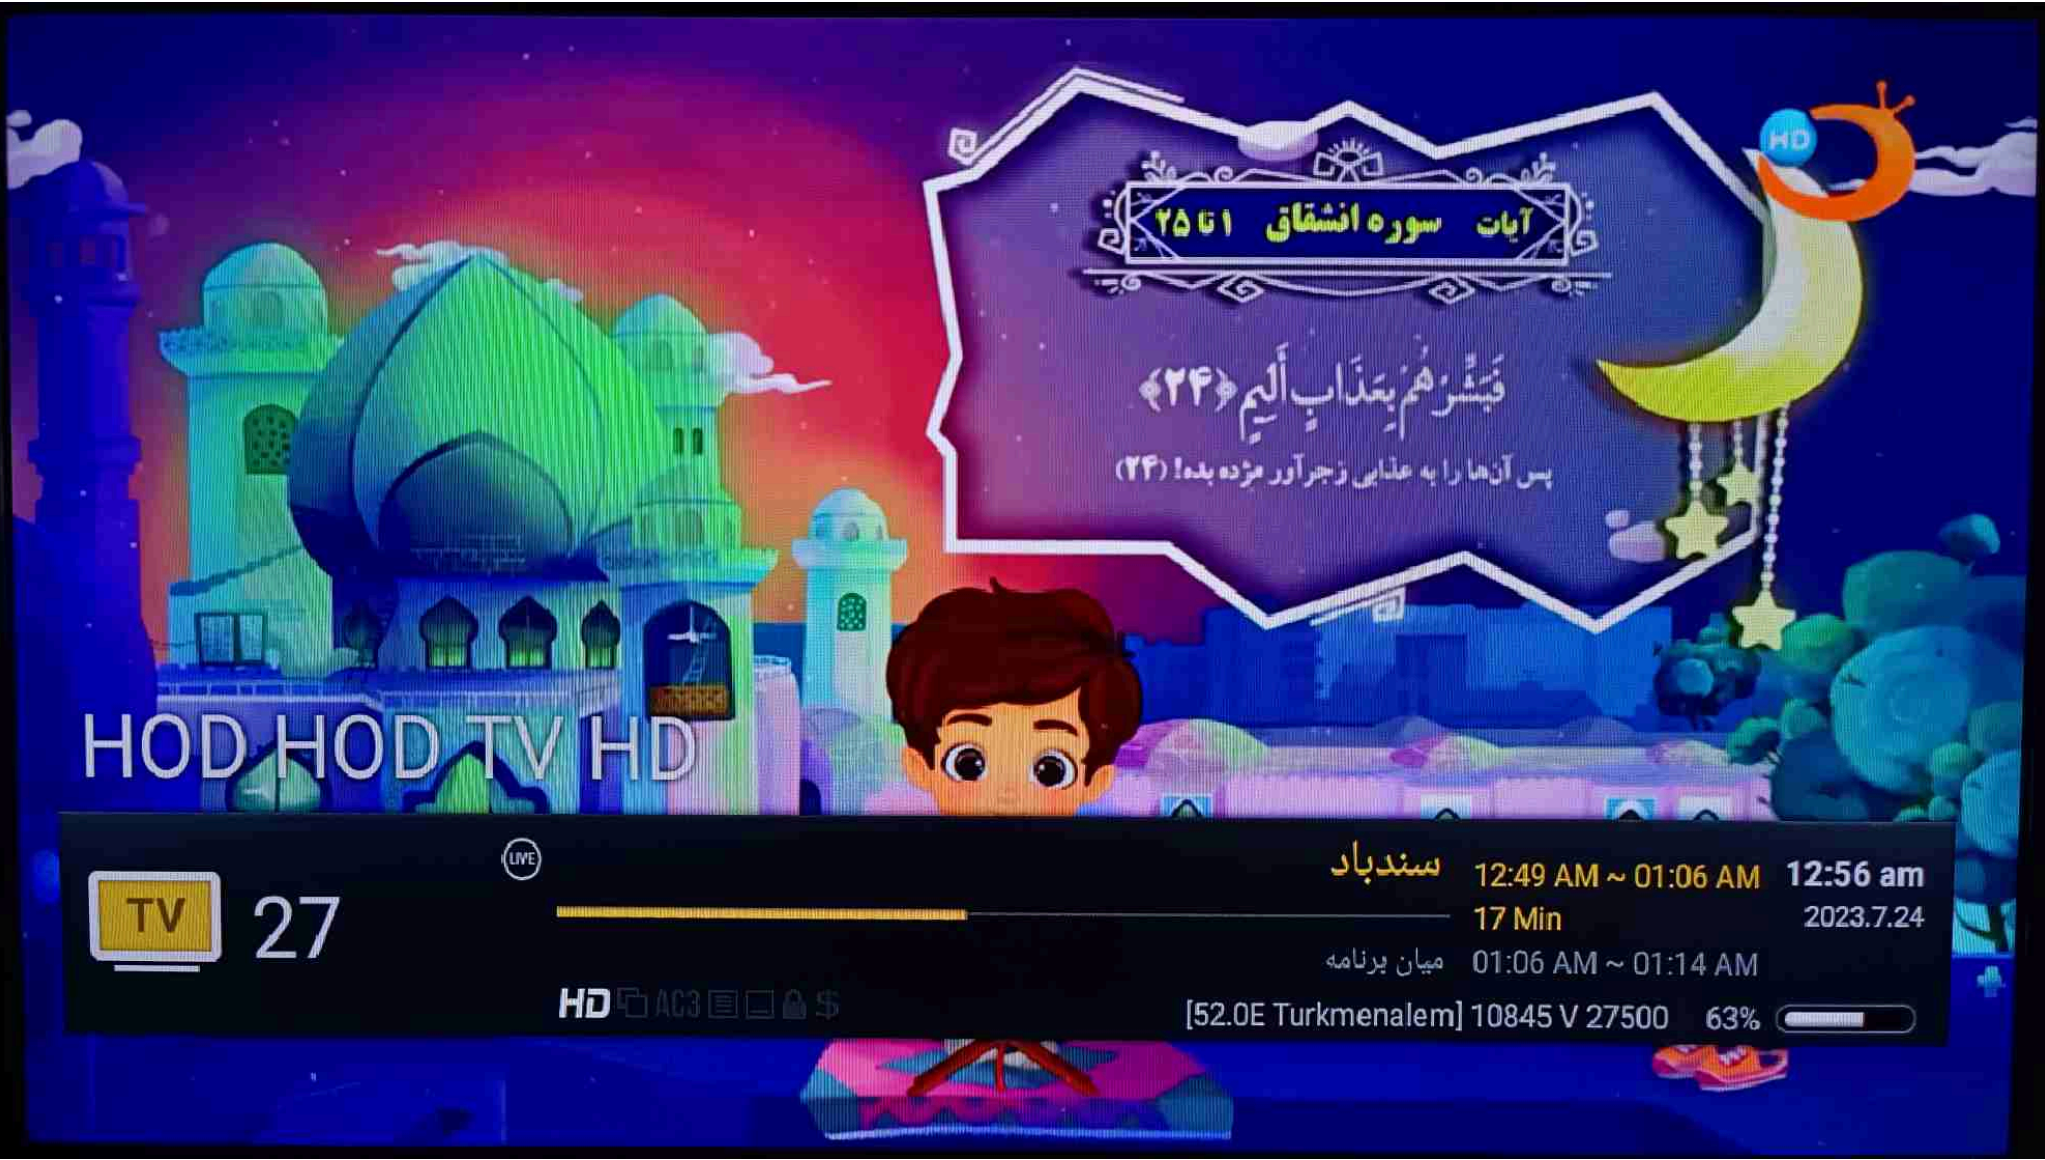 HD
آیات سوره انشقاق ۱ تا ۲۵
فَبَشِّرْهُمْ بِعَذَابٍ أَلِيمٍ ﴿۲۴﴾
پس آن‌ها را به عذابی زجرآور مژده بده! (۲۴)
HOD HOD TV HD
LIVE
سندباد 12:49 AM ~ 01:06 AM 12:56 am
TV 27 17 Min 2023.7.24
میان برنامه 01:06 AM ~ 01:14 AM
HD AC3 $ [52.0E Turkmenalem] 10845 V 27500 63%